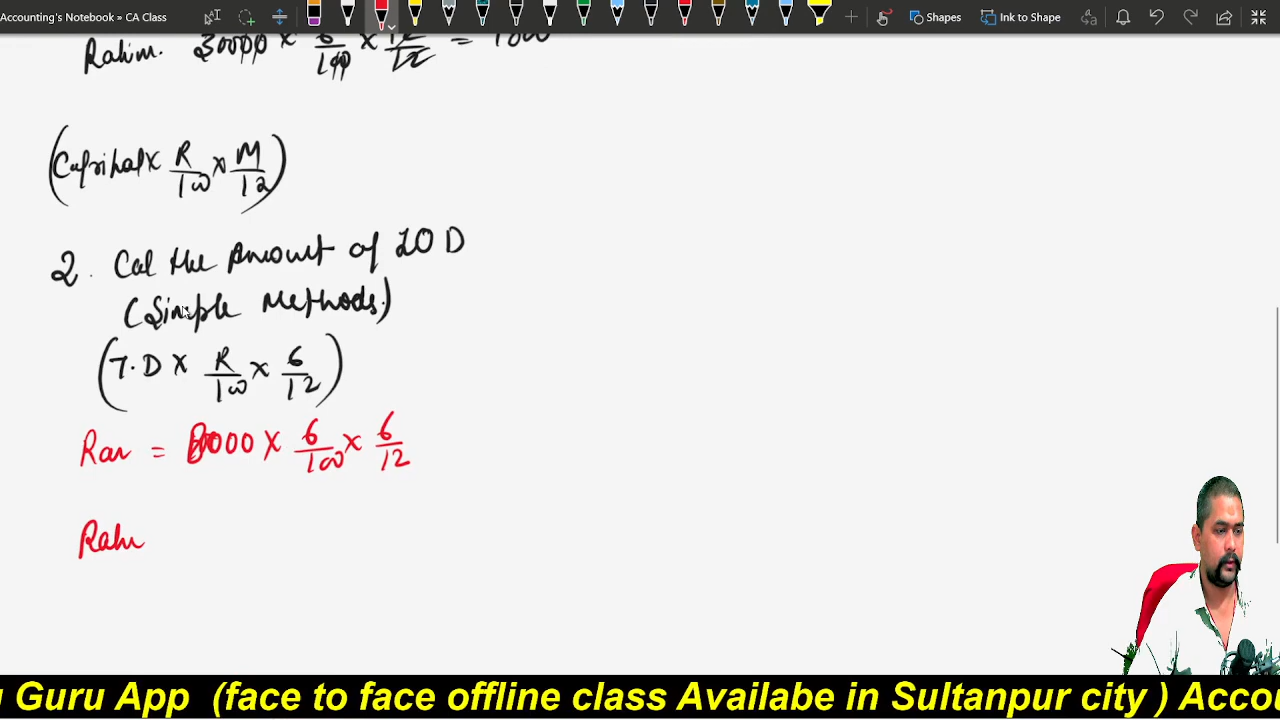 Accounting's Notebook » CA Class
Shapes
Ink to Shape
Rahim. 30000 × 6/100 × 12/12 = 1800
(Capital × R/100 × M/12)
2. Cal the Amount of IOD
(Simple Methods)
(T.D × R/100 × 6/12)
Ram = 8000 × 6/100 × 6/12
Rahi
Guru App (face to face offline class Availabe in Sultanpur city ) Acco